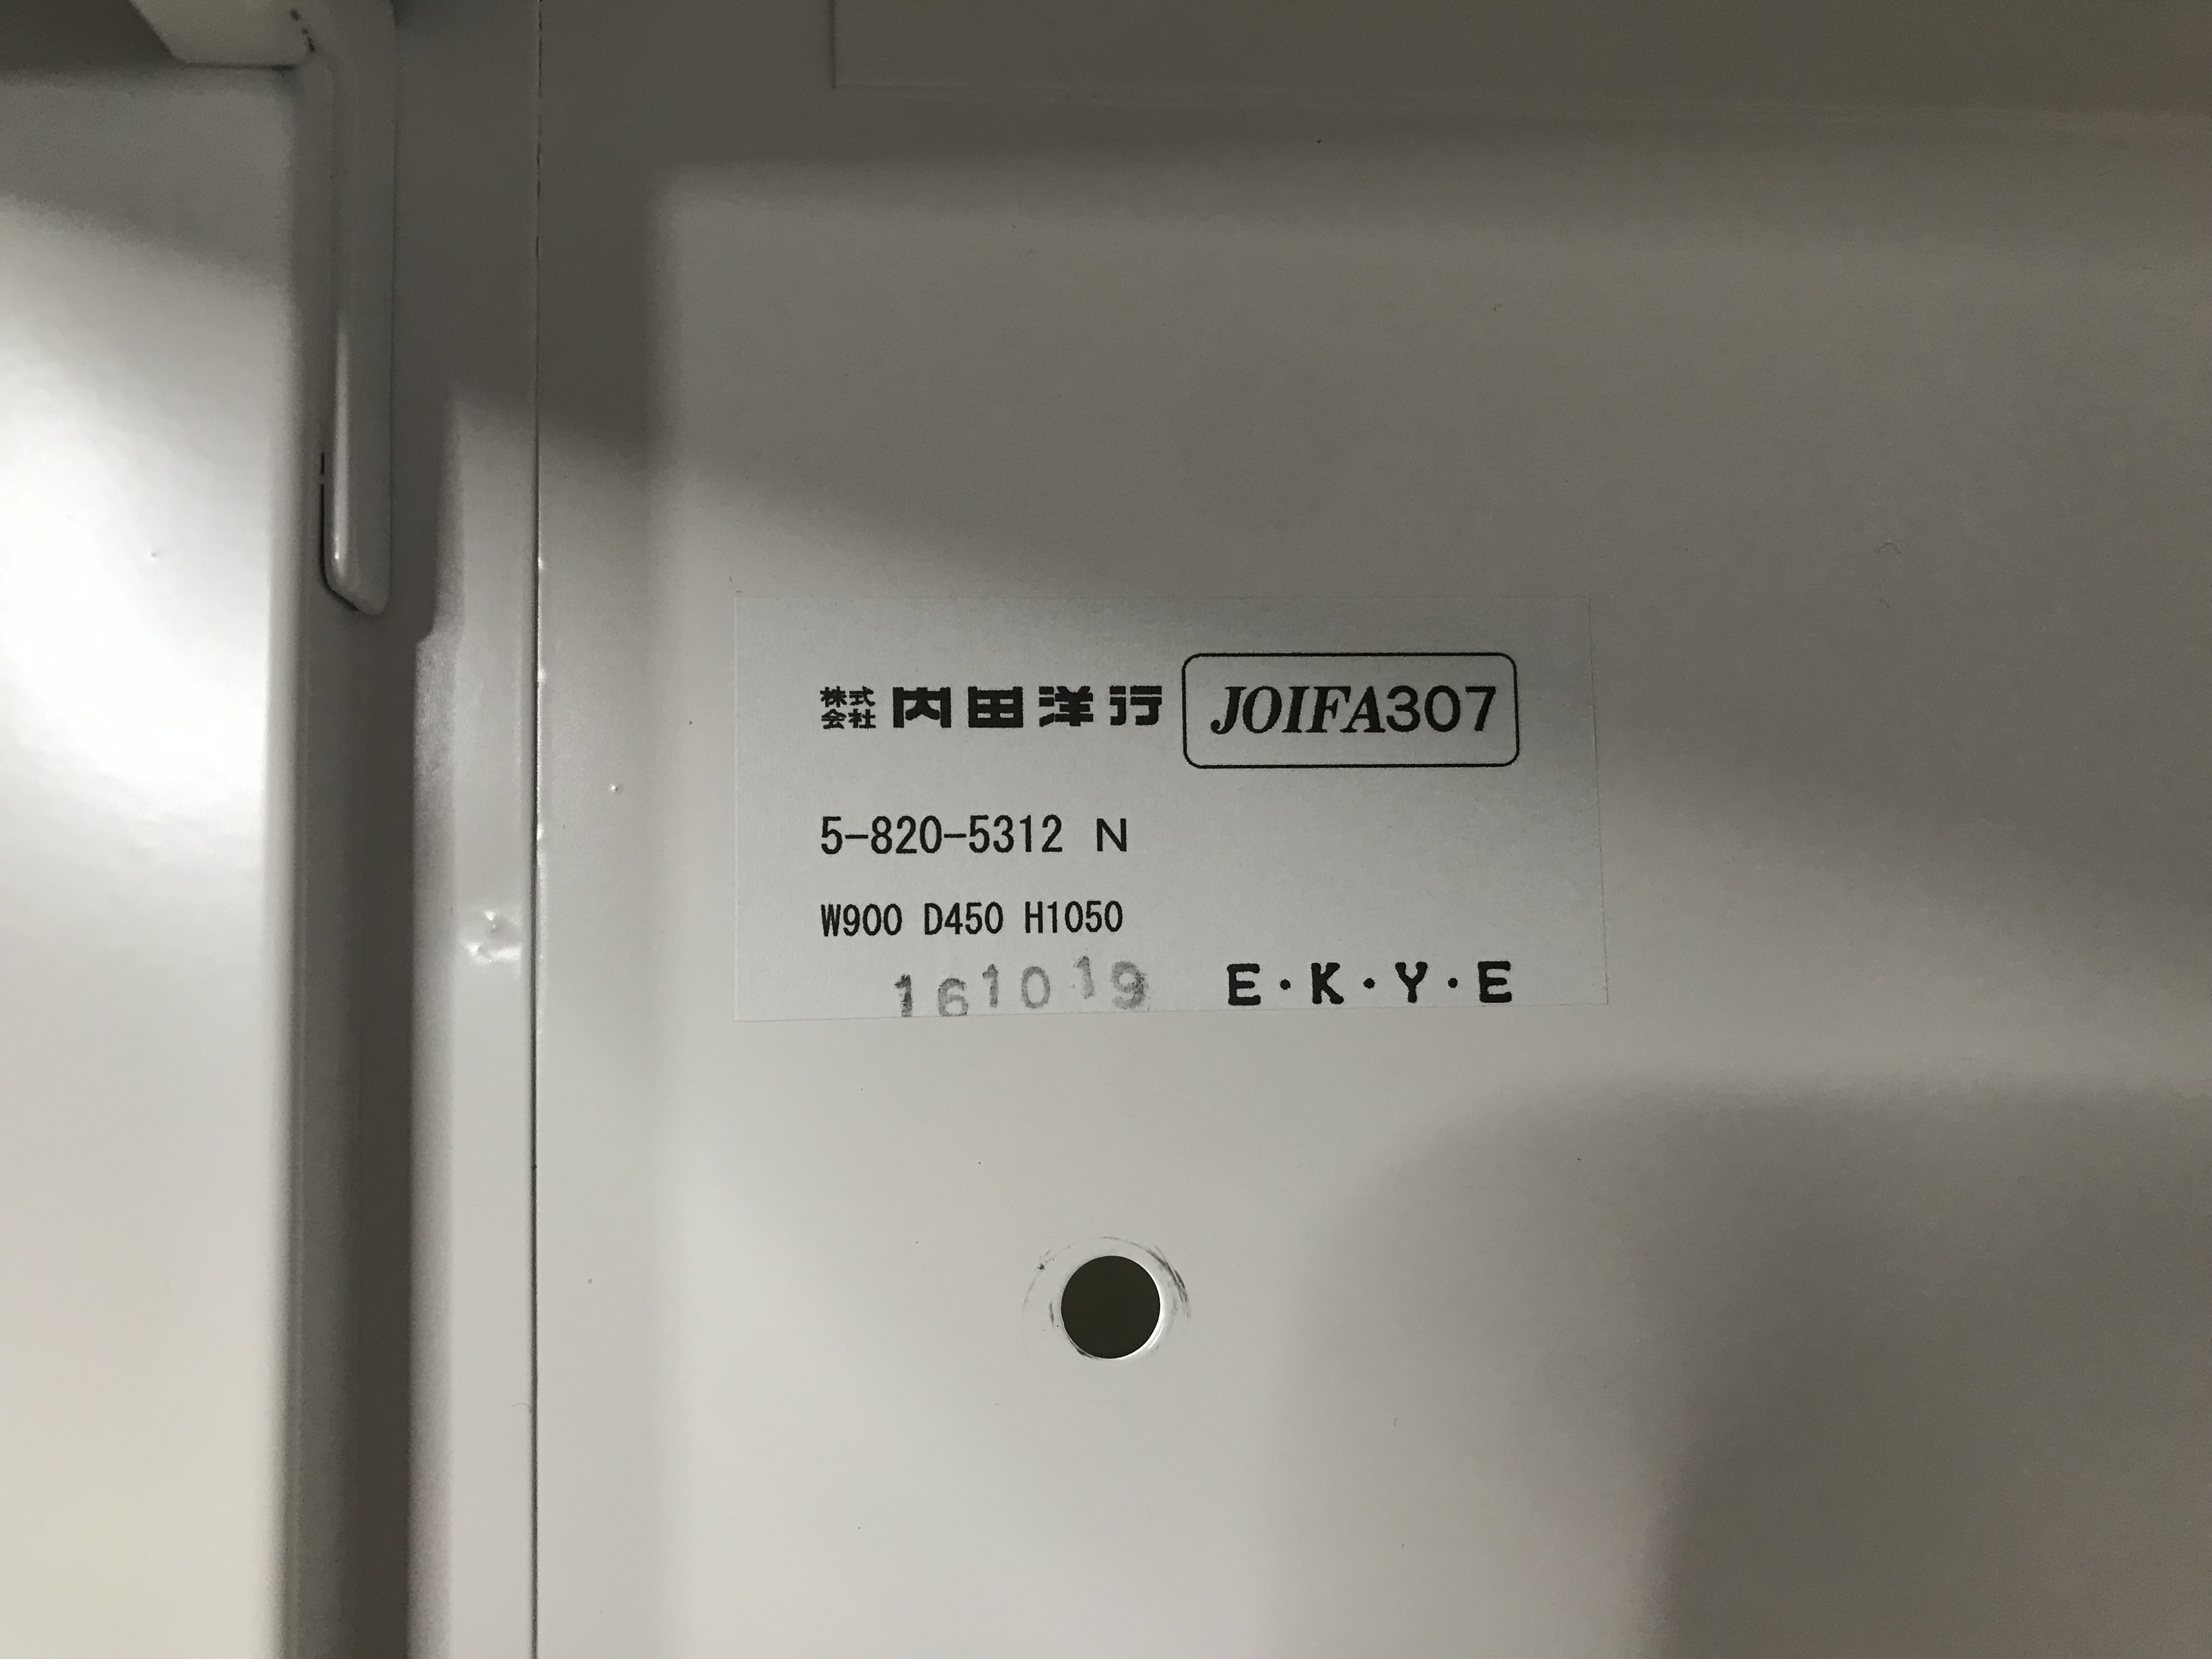 株式会社 内田洋行 JOIFA307
5-820-5312 N
W900 D450 H1050
161019 E・K・Y・E